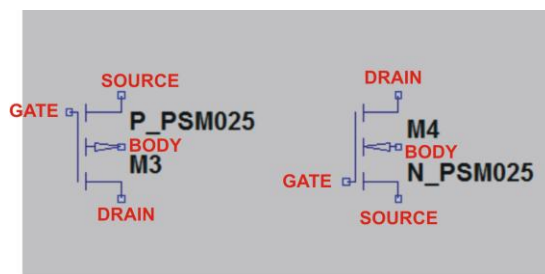 SOURCE
GATE
P_PSM025
BODY
M3
DRAIN
DRAIN
M4
BODY
N_PSM025
GATE
SOURCE